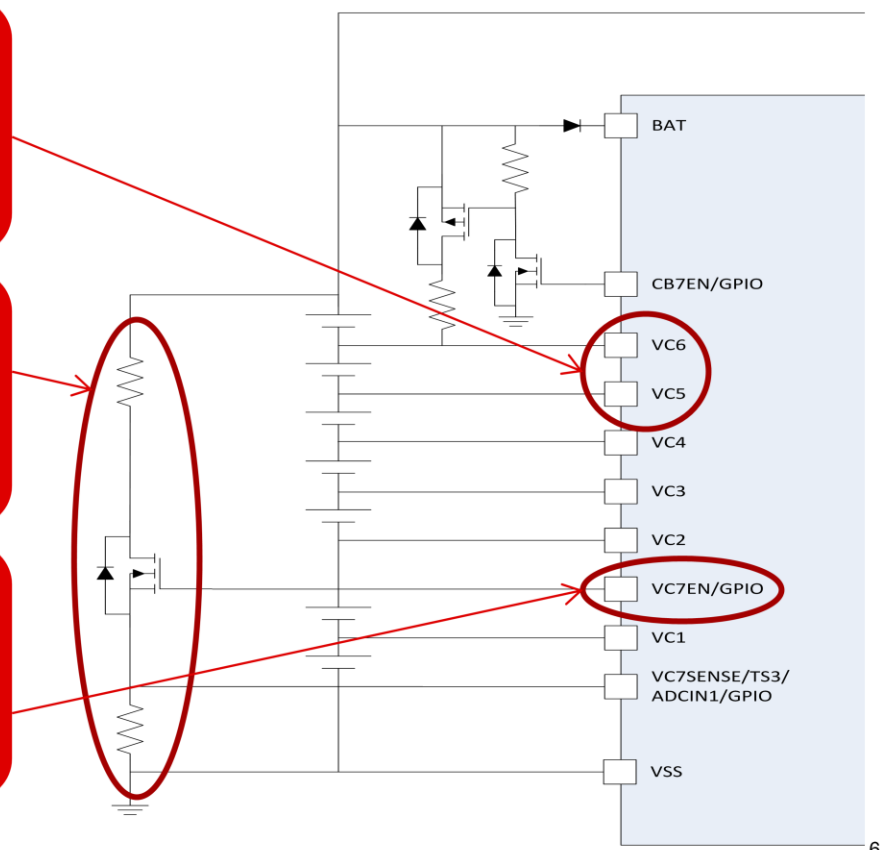 BAT
CB7EN/GPIO
VC6
VC5
VC4
VC3
VC2
VC7EN/GPIO
VC1
VC7SENSE/TS3/
ADCIN1/GPIO
VSS
6